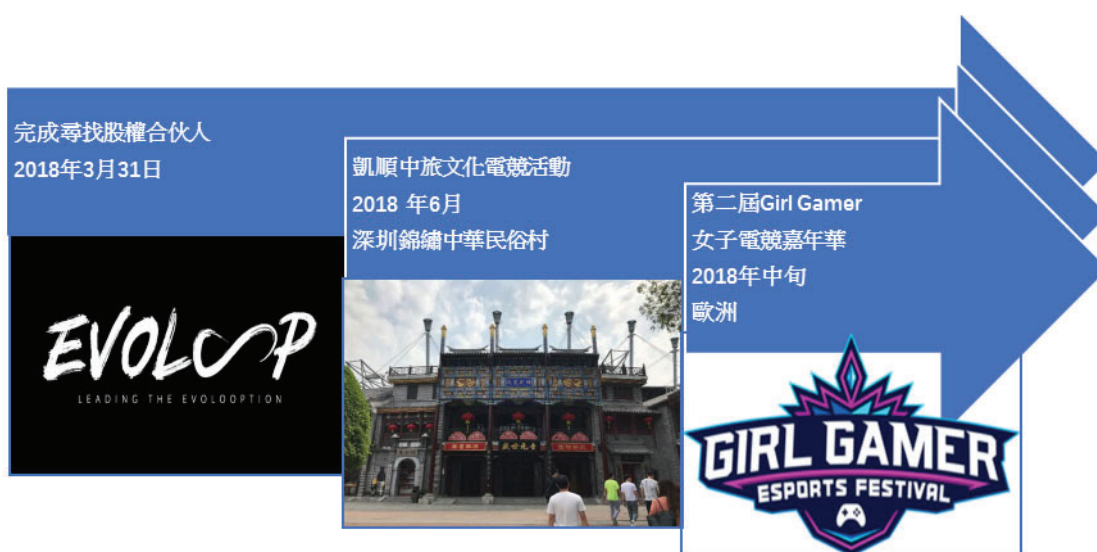 完成尋找股權合伙人
2018年3月31日
凱順中旅文化電競活動
2018 年6月
深圳錦繡中華民俗村
第二屆Girl Gamer
女子電競嘉年華
2018年中旬
歐洲
EVOLOOP
LEADING THE EVOLOOPTION
GIRL GAMER
ESPORTS FESTIVAL